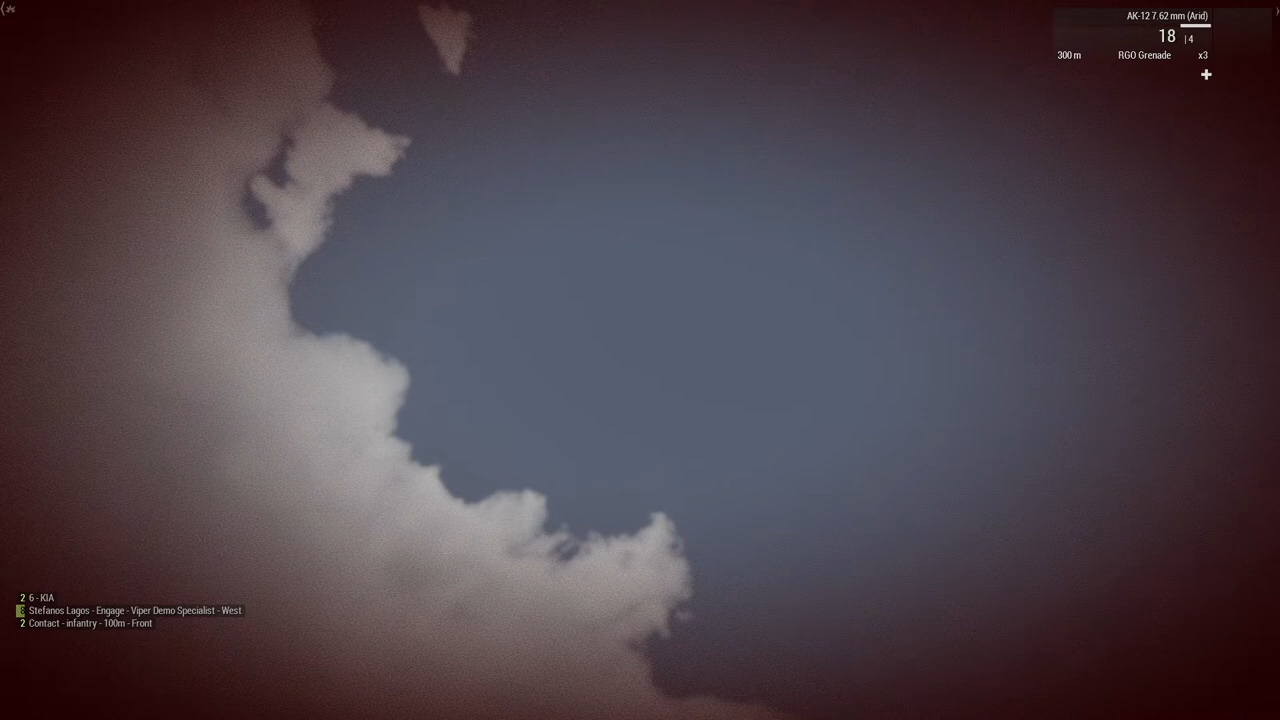 AK-12 7.62 mm (Arid)
18 | 4
300 m RGO Grenade x3
2 6 - KIA
Stefanos Lagos - Engage - Viper Demo Specialist - West
2 Contact - infantry - 100m - Front